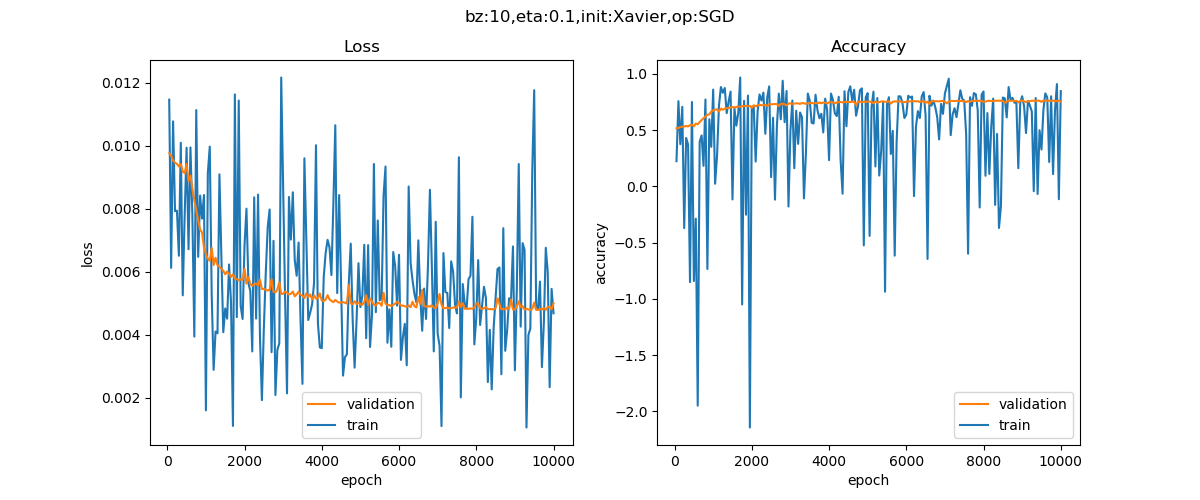 bz:10,eta:0.1,init:Xavier,op:SGD
Loss
loss
0.012
0.010
0.008
0.006
0.004
0.002
0
2000
4000
6000
8000
10000
epoch
validation
train
Accuracy
accuracy
1.0
0.5
0.0
−0.5
−1.0
−1.5
−2.0
0
2000
4000
6000
8000
10000
epoch
validation
train